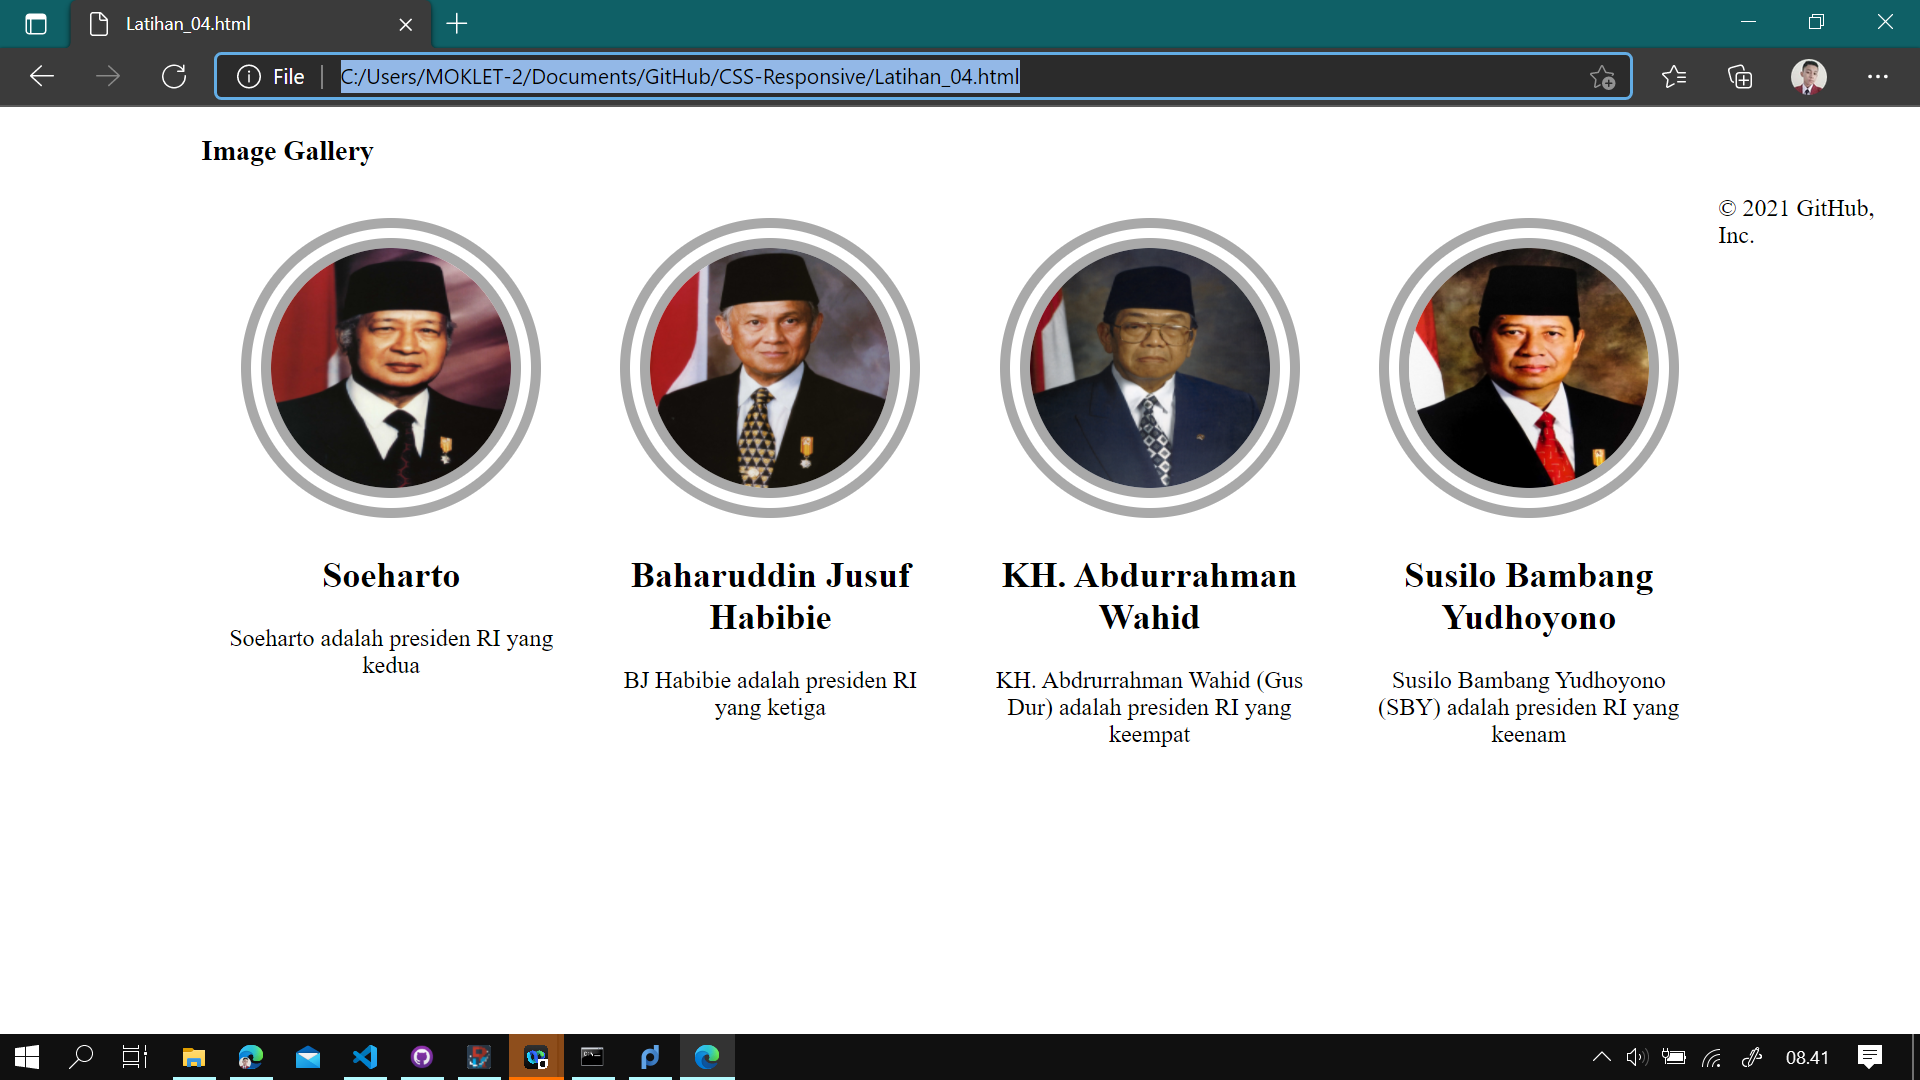 Latihan_04.html
File
C:/Users/MOKLET-2/Documents/GitHub/CSS-Responsive/Latihan_04.html
Image Gallery
© 2021 GitHub,
Inc.
Soeharto
Soeharto adalah presiden RI yang
kedua
Baharuddin Jusuf
Habibie
BJ Habibie adalah presiden RI
yang ketiga
KH. Abdurrahman
Wahid
KH. Abdrurrahman Wahid (Gus
Dur) adalah presiden RI yang
keempat
Susilo Bambang
Yudhoyono
Susilo Bambang Yudhoyono
(SBY) adalah presiden RI yang
keenam
08.41